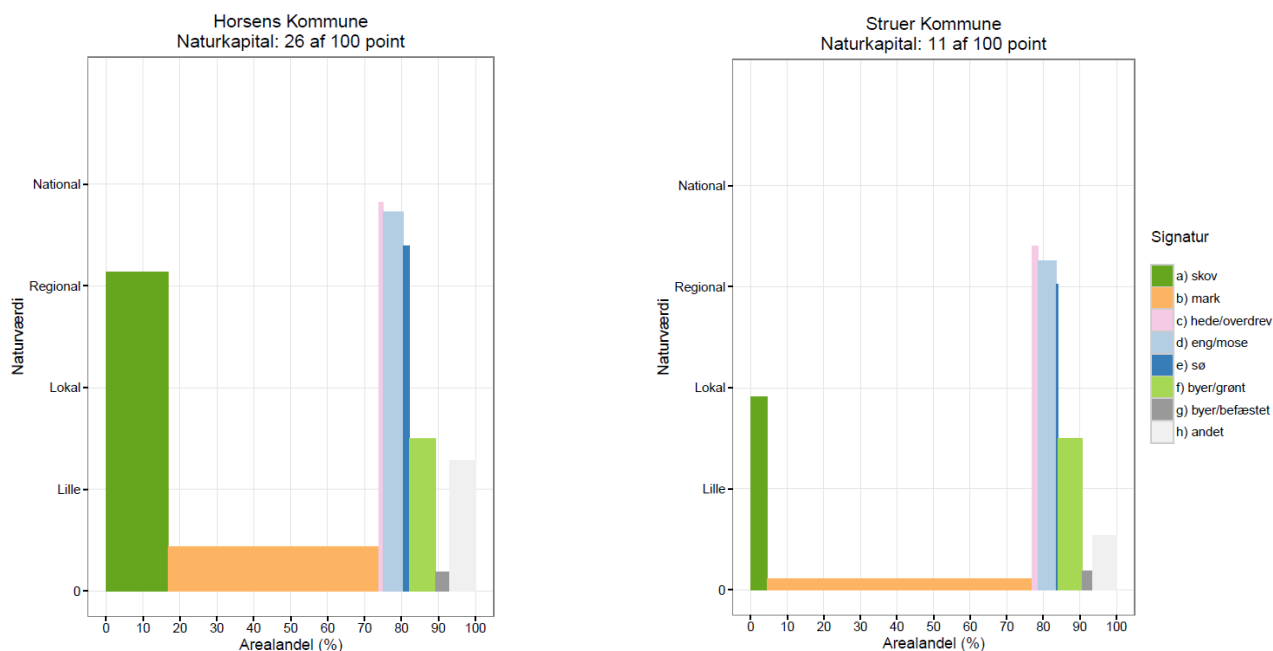 Horsens Kommune
Naturkapital: 26 af 100 point
Naturværdi
National
Regional
Lokal
Lille
0
0 10 20 30 40 50 60 70 80 90 100
Arealandel (%)
Struer Kommune
Naturkapital: 11 af 100 point
Naturværdi
National
Regional
Lokal
Lille
0
0 10 20 30 40 50 60 70 80 90 100
Arealandel (%)
Signatur
a) skov
b) mark
c) hede/overdrev
d) eng/mose
e) sø
f) byer/grønt
g) byer/befæstet
h) andet